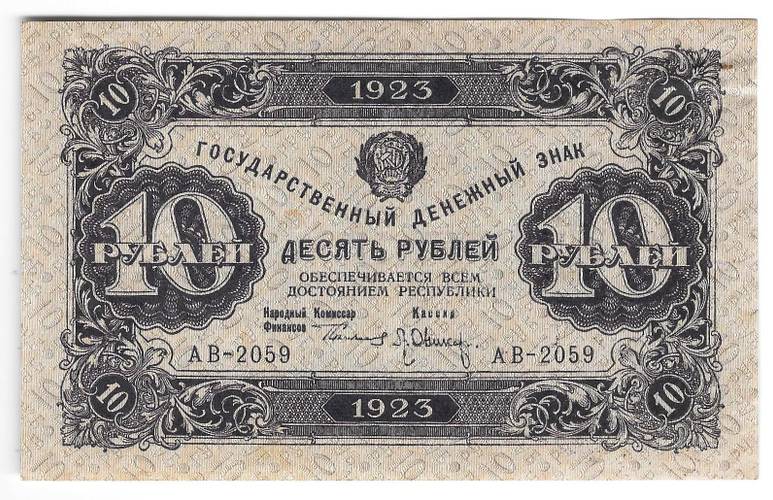 1923
10 10
ГОСУДАРСТВЕННЫЙ ДЕНЕЖНЫЙ ЗНАК
10 РУБЛЕЙ
ДЕСЯТЬ РУБЛЕЙ
10 РУБЛЕЙ
ОБЕСПЕЧИВАЕТСЯ ВСЕМ
ДОСТОЯНИЕМ РЕСПУБЛИКИ
Народный Комиссар
Финансов
Кассир
АВ-2059 АВ-2059
10 10
1923